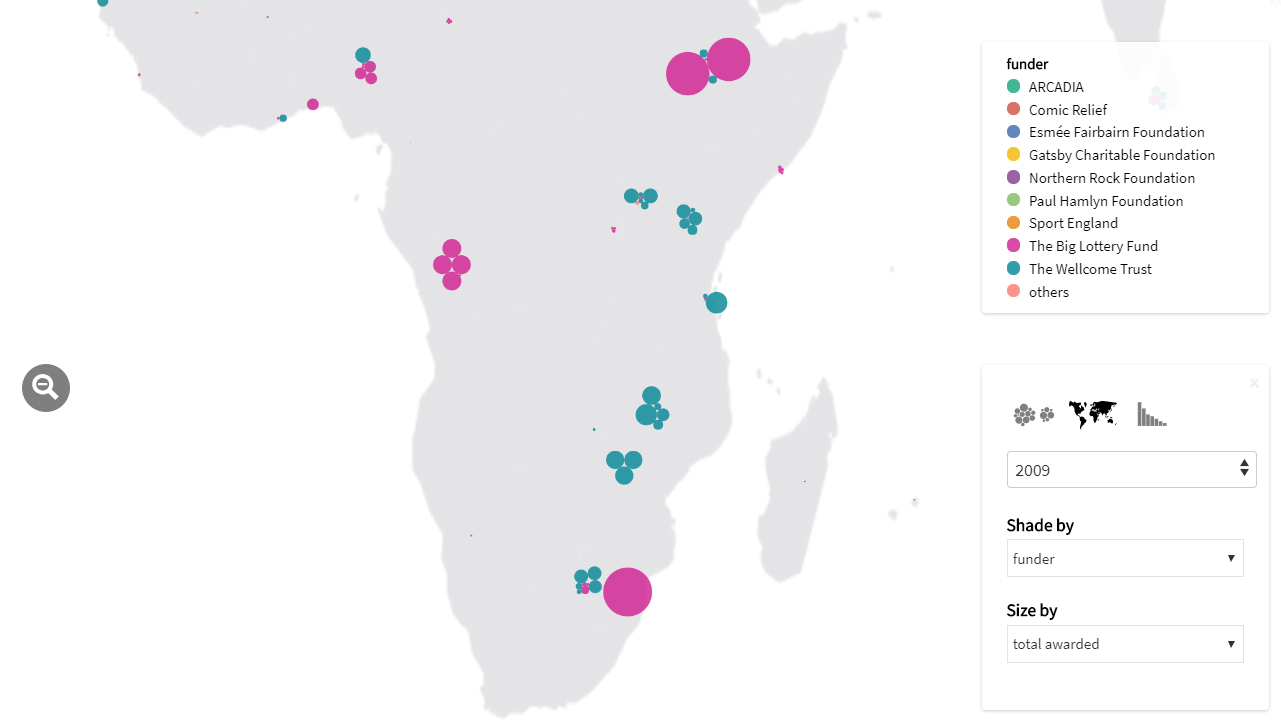 funder
ARCADIA
Comic Relief
Esmée Fairbairn Foundation
Gatsby Charitable Foundation
Northern Rock Foundation
Paul Hamlyn Foundation
Sport England
The Big Lottery Fund
The Wellcome Trust
others
x
2009
Shade by
funder
Size by
total awarded